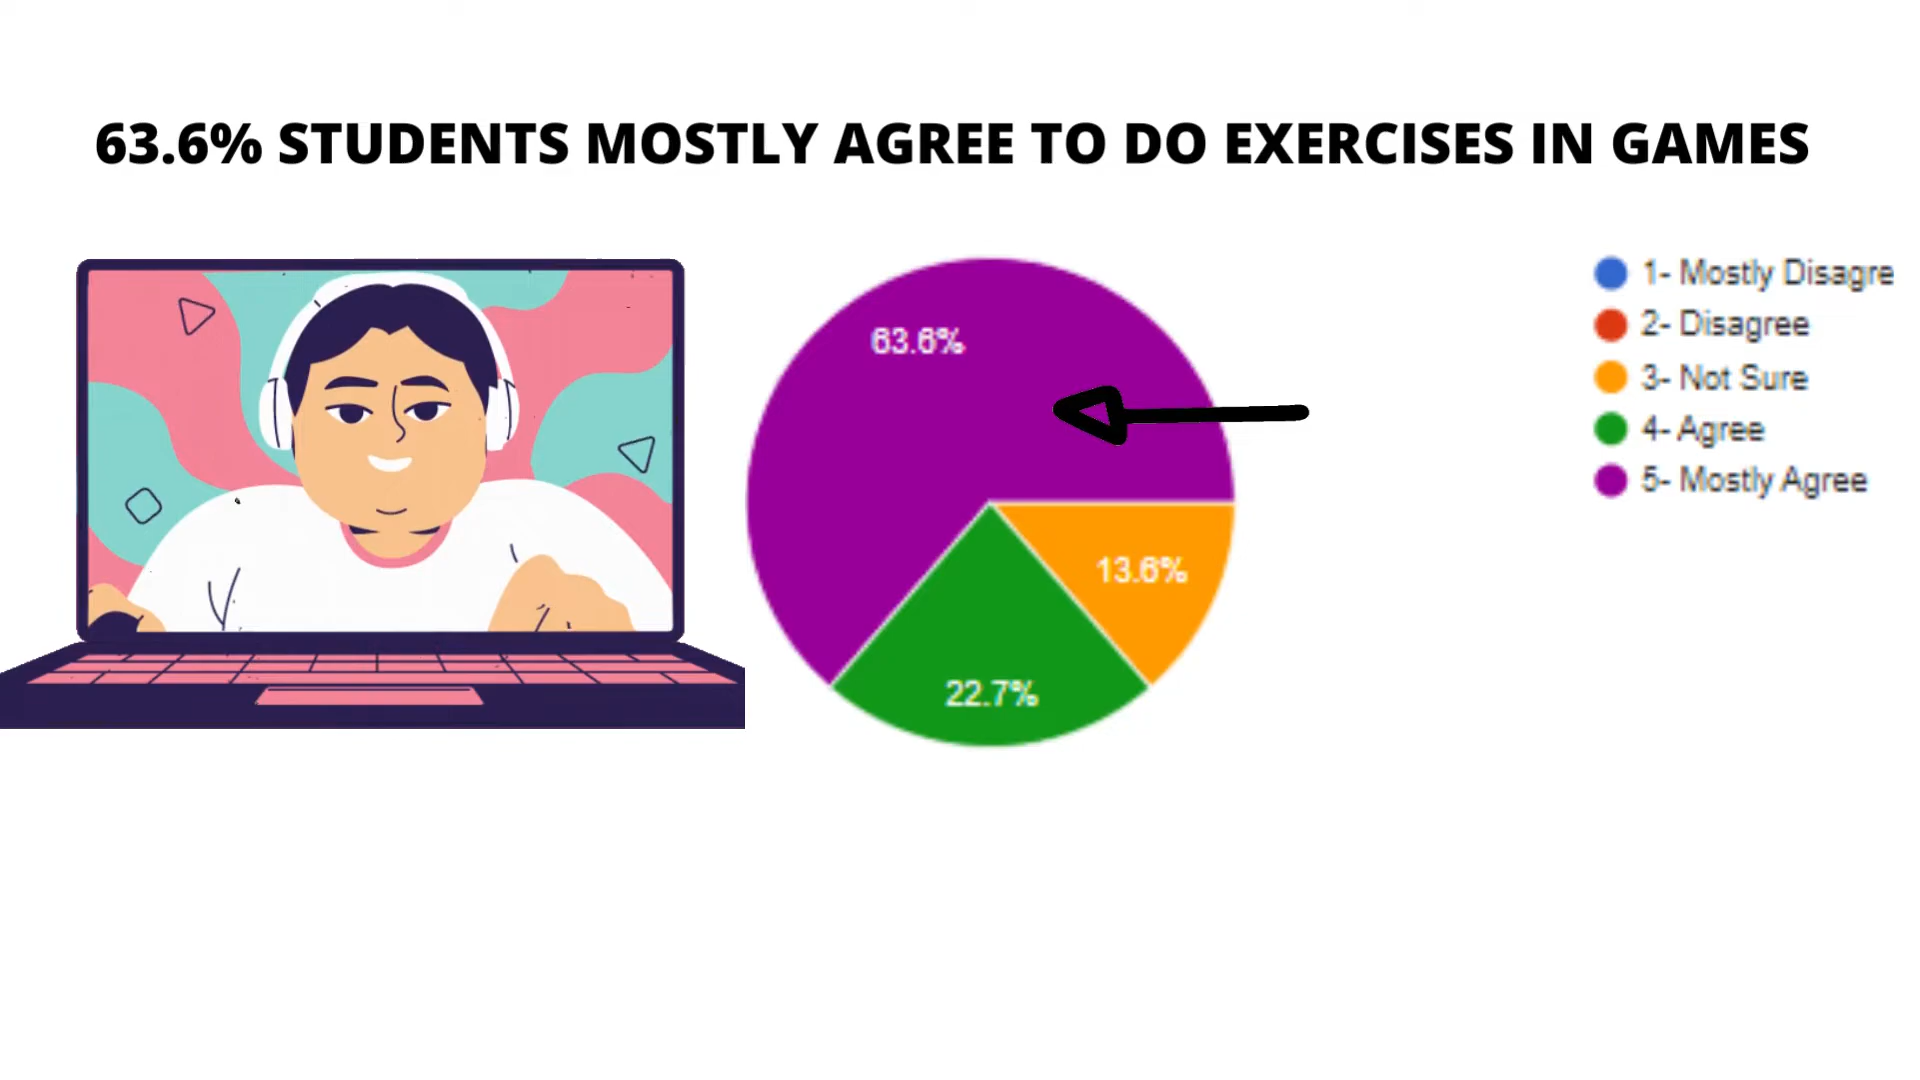 63.6% STUDENTS MOSTLY AGREE TO DO EXERCISES IN GAMES
63.6%
13.6%
22.7%
1- Mostly Disagre
2- Disagree
3- Not Sure
4- Agree
5- Mostly Agree